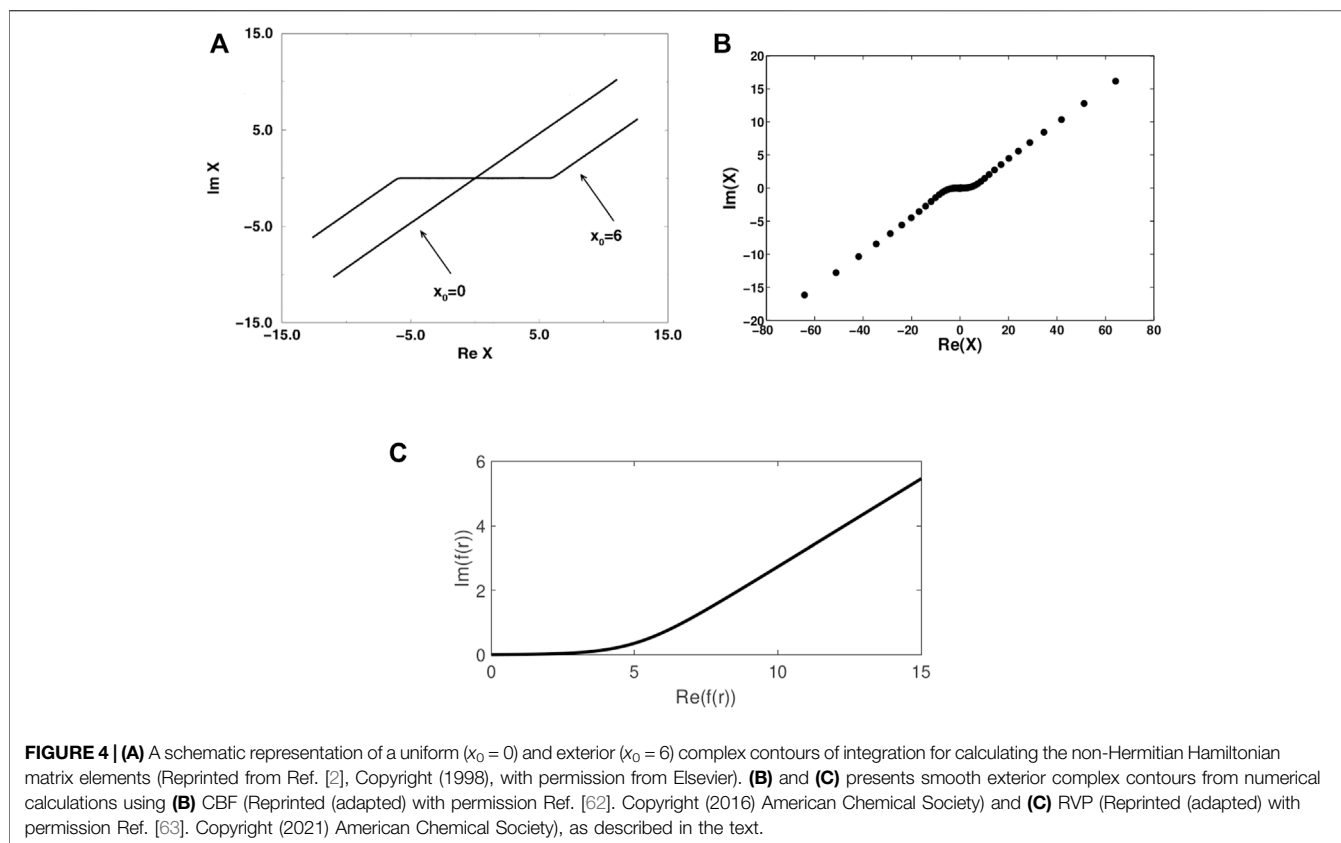 A
15.0
5.0
−5.0
−15.0
Im X
−15.0
−5.0
5.0
15.0
Re X
x₀=0
x₀=6
B
20
15
10
5
0
−5
−10
−15
−20
Im(X)
−80
−60
−40
−20
0
20
40
60
80
Re(X)
C
6
4
2
0
Im(f(r))
0
5
10
15
Re(f(r))
FIGURE 4 | (A) A schematic representation of a uniform (x₀ = 0) and exterior (x₀ = 6) complex contours of integration for calculating the non-Hermitian Hamiltonian
matrix elements (Reprinted from Ref. [2], Copyright (1998), with permission from Elsevier). (B) and (C) presents smooth exterior complex contours from numerical
calculations using (B) CBF (Reprinted (adapted) with permission Ref. [62]. Copyright (2016) American Chemical Society) and (C) RVP (Reprinted (adapted) with
permission Ref. [63]. Copyright (2021) American Chemical Society), as described in the text.